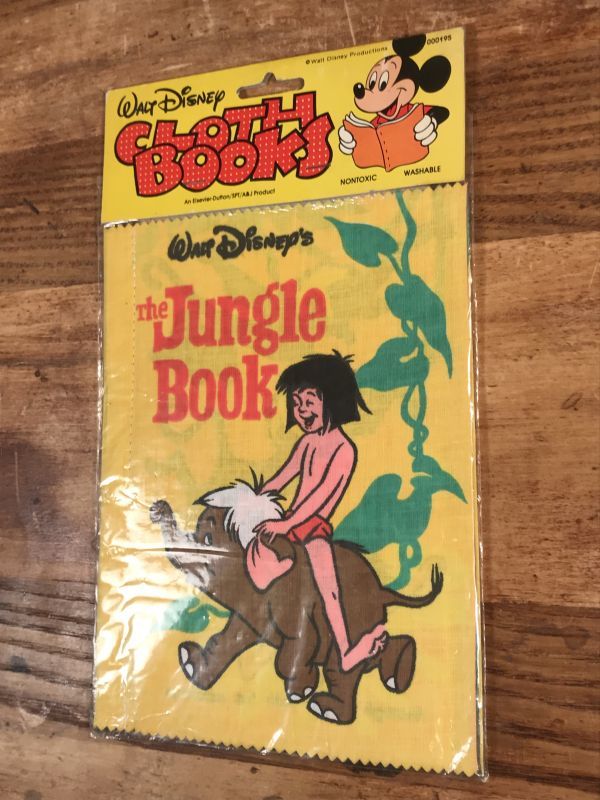 000195
© Walt Disney Productions
WALT DISNEY
CLOTH
BOOKS
An Elsevier-Dutton/SPT/A&J Product
NONTOXIC
WASHABLE
WALT DISNEY'S
The Jungle
Book